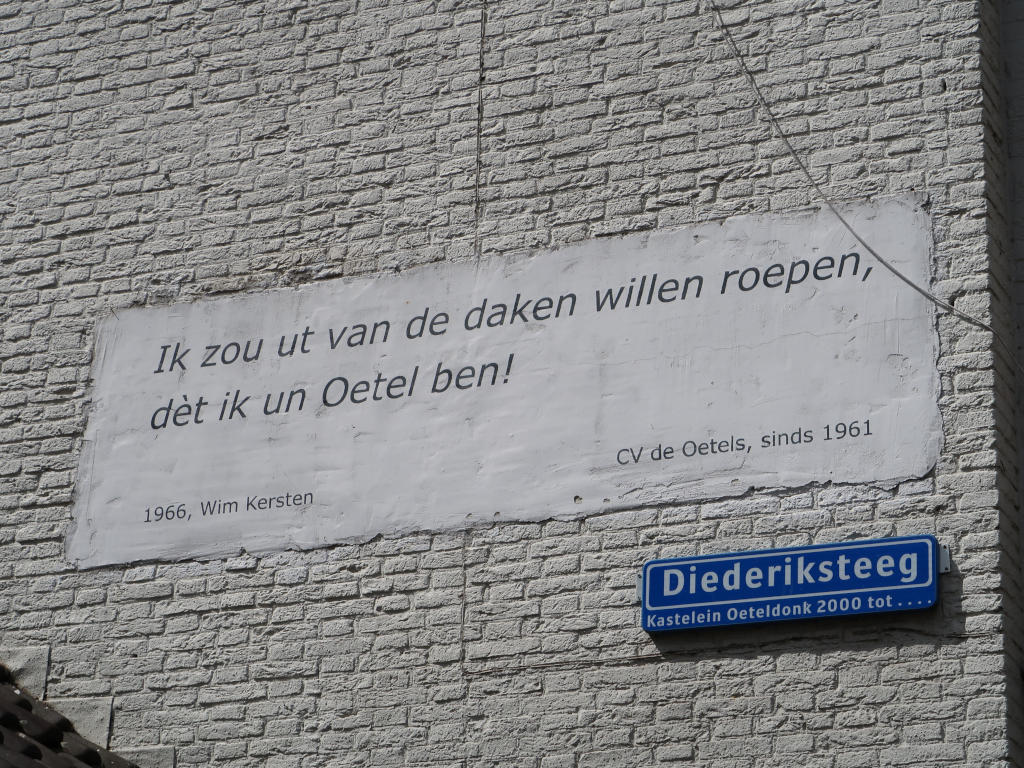 Ik zou ut van de daken willen roepen,
dèt ik un Oetel ben!
CV de Oetels, sinds 1961
1966, Wim Kersten
Diederiksteeg
Kastelein Oeteldonk 2000 tot ....